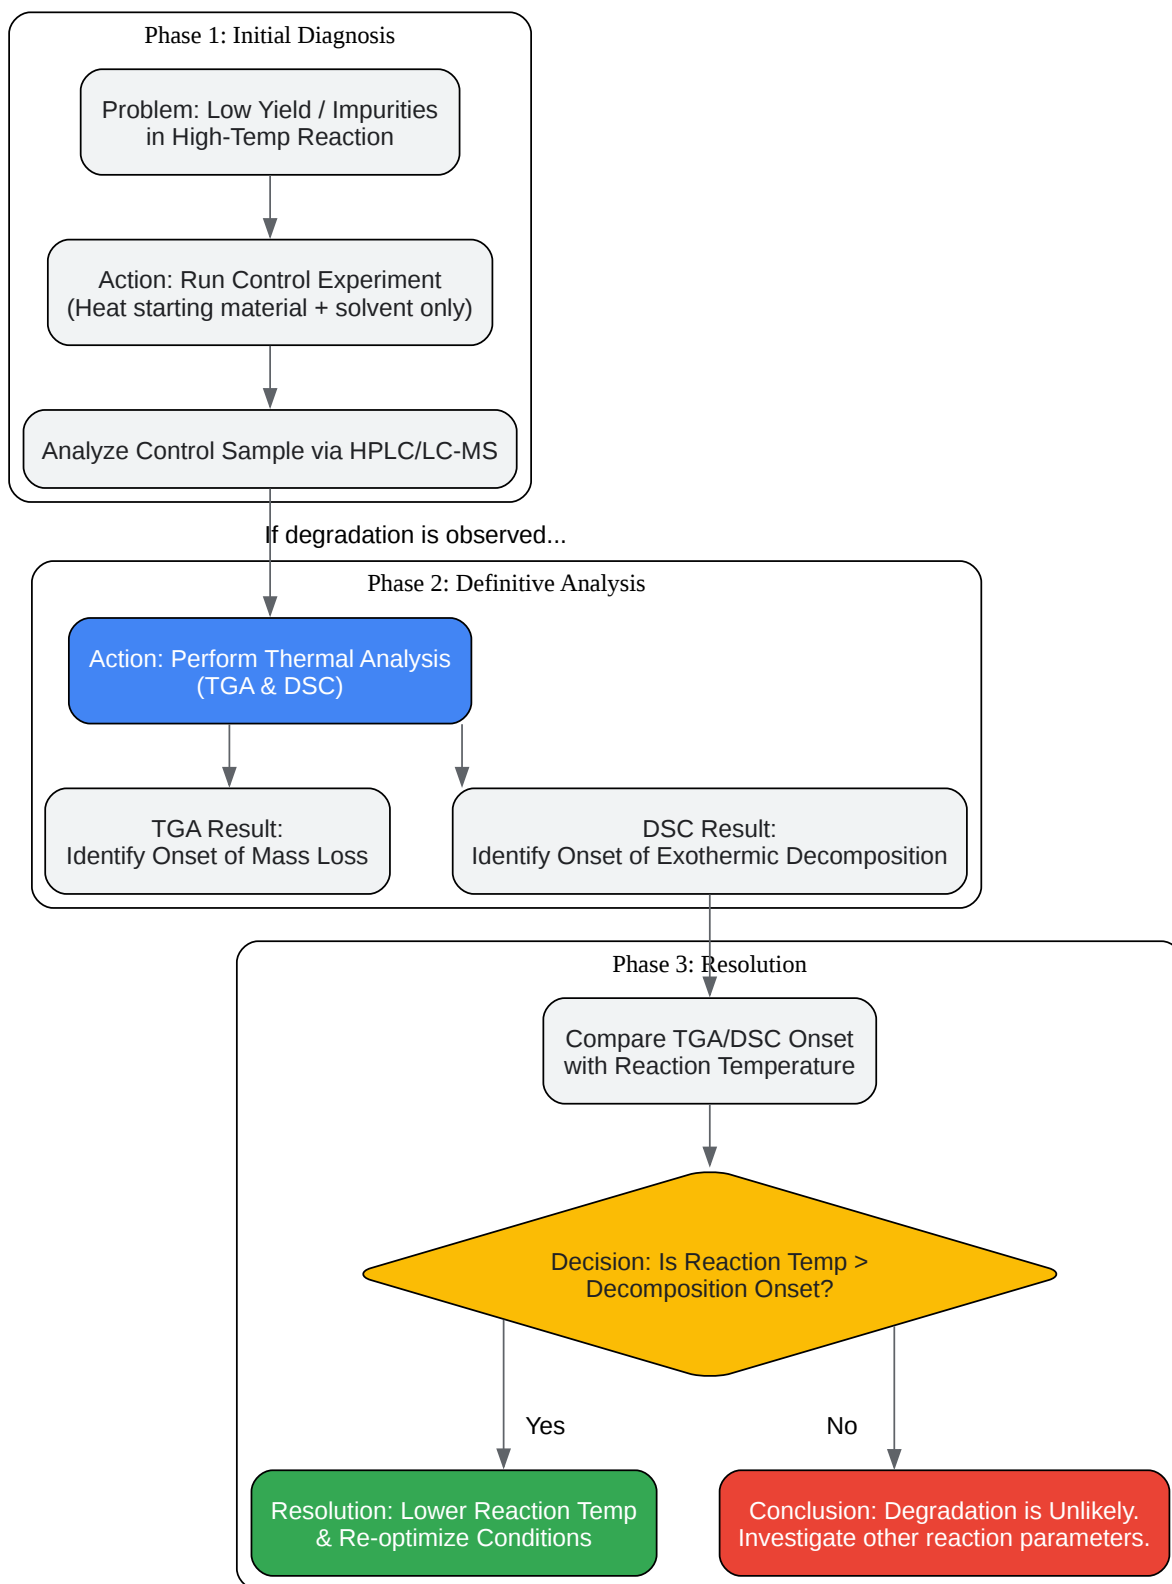 Phase 1: Initial Diagnosis
Problem: Low Yield / Impurities
in High-Temp Reaction
Action: Run Control Experiment
(Heat starting material + solvent only)
Analyze Control Sample via HPLC/LC-MS
If degradation is observed...
Phase 2: Definitive Analysis
Action: Perform Thermal Analysis
(TGA & DSC)
TGA Result:
Identify Onset of Mass Loss
DSC Result:
Identify Onset of Exothermic Decomposition
Phase 3: Resolution
Compare TGA/DSC Onset
with Reaction Temperature
Decision: Is Reaction Temp >
Decomposition Onset?
Yes
No
Resolution: Lower Reaction Temp
& Re-optimize Conditions
Conclusion: Degradation is Unlikely.
Investigate other reaction parameters.